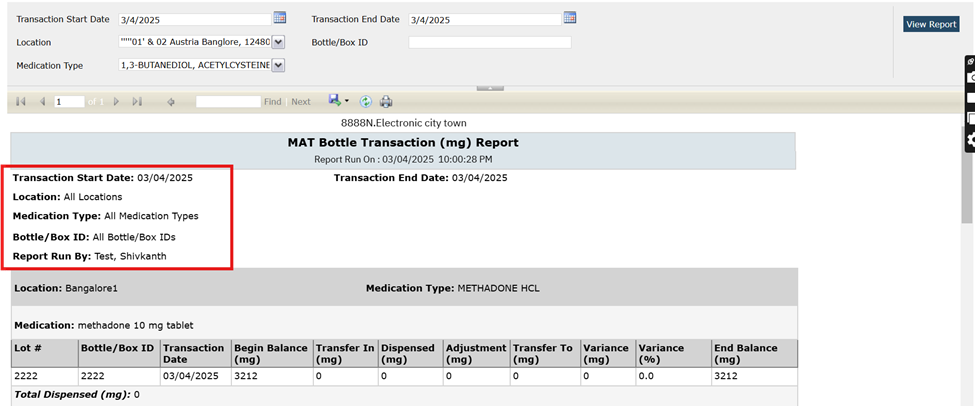 Transaction Start Date 3/4/2025 Transaction End Date 3/4/2025
Location """01' & 02 Austria Banglore, 12480 Bottle/Box ID
View Report
Medication Type 1,3-BUTANEDIOL, ACETYLCYSTEINE
1 of 1 Find | Next
8888N.Electronic city town
MAT Bottle Transaction (mg) Report
Report Run On : 03/04/2025 10:00:28 PM
Transaction Start Date: 03/04/2025 Transaction End Date: 03/04/2025
Location: All Locations
Medication Type: All Medication Types
Bottle/Box ID: All Bottle/Box IDs
Report Run By: Test, Shivkanth
Location: Bangalore1 Medication Type: METHADONE HCL
Medication: methadone 10 mg tablet
Lot # Bottle/Box ID Transaction Date Begin Balance (mg) Transfer In (mg) Dispensed (mg) Adjustment (mg) Transfer To (mg) Variance (mg) Variance (%) End Balance (mg)
2222 2222 03/04/2025 3212 0 0 0 0 0 0.0 3212
Total Dispensed (mg): 0